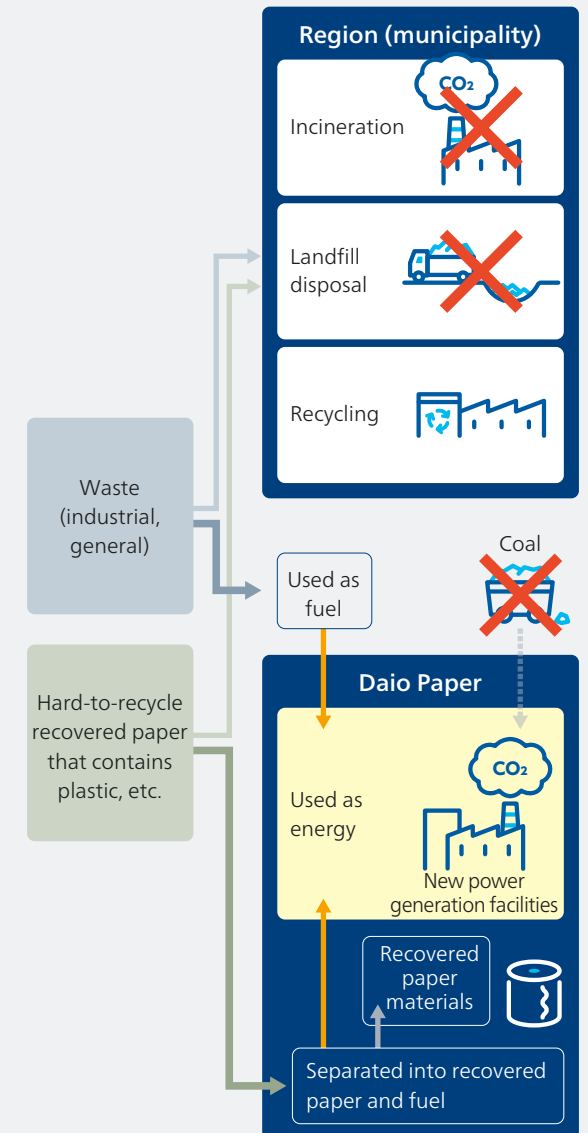 Region (municipality)
CO₂
Incineration
Landfill
disposal
Recycling
Waste
(industrial,
general)
Used as
fuel
Coal
Hard-to-recycle
recovered paper
that contains
plastic, etc.
Daio Paper
CO₂
Used as
energy
New power
generation facilities
Recovered
paper
materials
Separated into recovered
paper and fuel